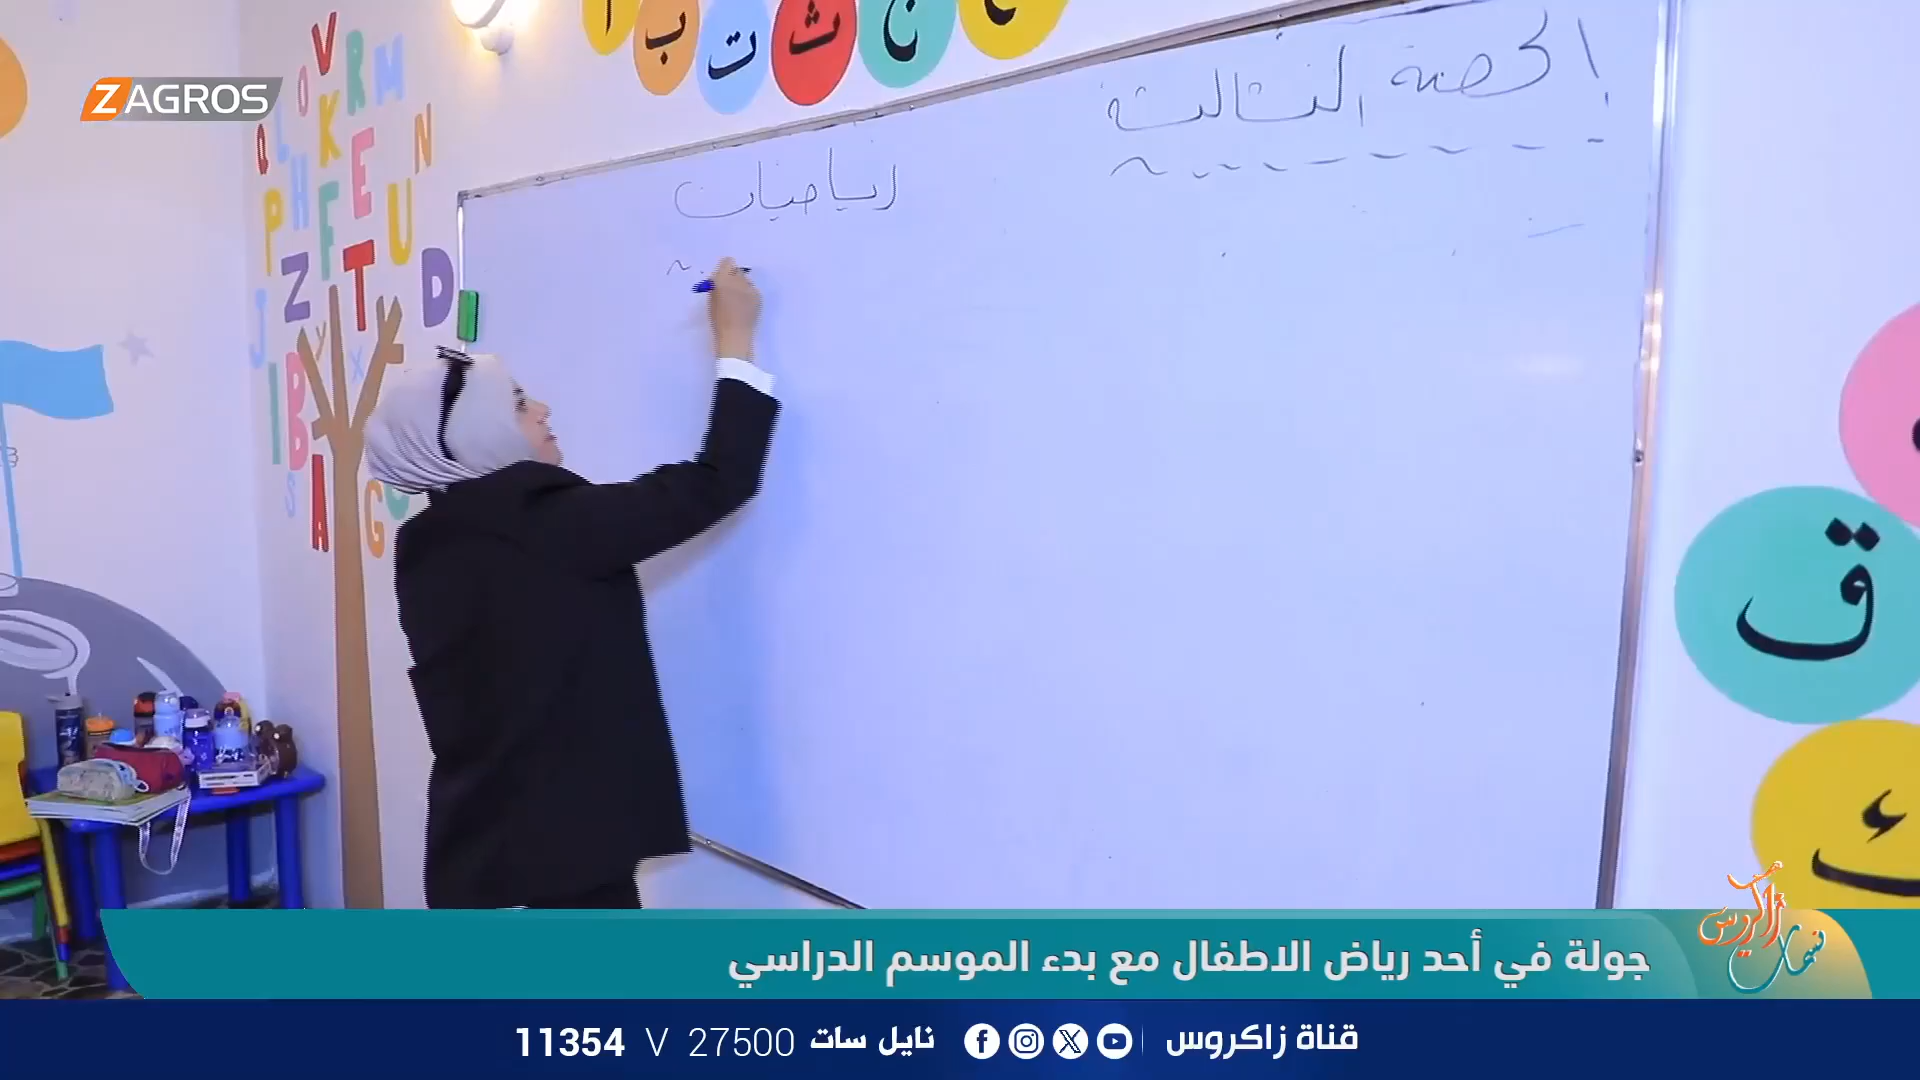 ZAGROS
أ ب ت ث ج ح
V R M
O K
Q L E N
P H F U
Z T D
J Y X
I B
S A G
الحصة الثالثة
رياضيات
ق
ك
جولة في أحد رياض الاطفال مع بدء الموسم الدراسي
قناة زاكروس نايل سات 27500 V 11354